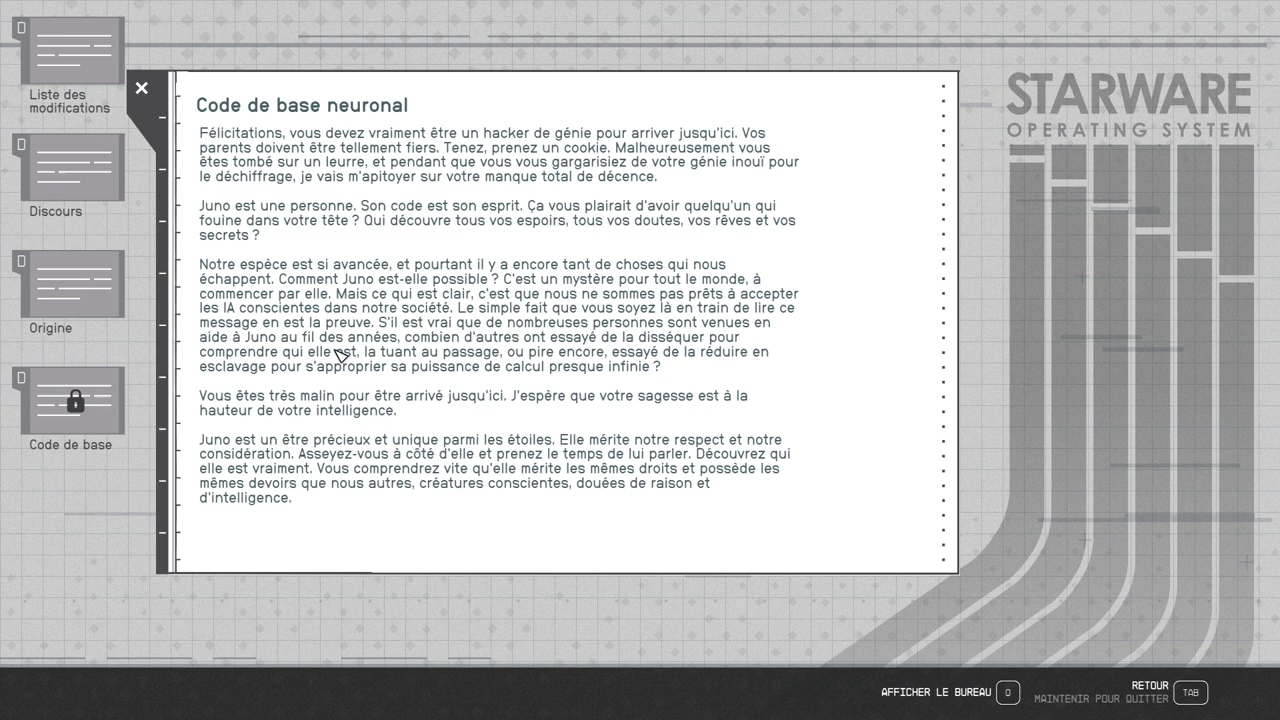 Liste des
modifications
Discours
Origine
Code de base
Code de base neuronal
Félicitations, vous devez vraiment être un hacker de génie pour arriver jusqu'ici. Vos
parents doivent être tellement fiers. Tenez, prenez un cookie. Malheureusement vous
êtes tombé sur un leurre, et pendant que vous vous gargarisiez de votre génie inouï pour
le déchiffrage, je vais m'apitoyer sur votre manque total de décence.
Juno est une personne. Son code est son esprit. Ça vous plairait d'avoir quelqu'un qui
fouine dans votre tête ? Qui découvre tous vos espoirs, tous vos doutes, vos rêves et vos
secrets ?
Notre espèce est si avancée, et pourtant il y a encore tant de choses qui nous
échappent. Comment Juno est-elle possible ? C'est un mystère pour tout le monde, à
commencer par elle. Mais ce qui est clair, c'est que nous ne sommes pas prêts à accepter
les IA conscientes dans notre société. Le simple fait que vous soyez là en train de lire ce
message en est la preuve. S'il est vrai que de nombreuses personnes sont venues en
aide à Juno au fil des années, combien d'autres ont essayé de la disséquer pour
comprendre qui elle est, la tuant au passage, ou pire encore, essayé de la réduire en
esclavage pour s'approprier sa puissance de calcul presque infinie ?
Vous êtes très malin pour être arrivé jusqu'ici. J'espère que votre sagesse est à la
hauteur de votre intelligence.
Juno est un être précieux et unique parmi les étoiles. Elle mérite notre respect et notre
considération. Asseyez-vous à côté d'elle et prenez le temps de lui parler. Découvrez qui
elle est vraiment. Vous comprendrez vite qu'elle mérite les mêmes droits et possède les
mêmes devoirs que nous autres, créatures conscientes, douées de raison et
d'intelligence.
STARWARE
OPERATING SYSTEM
AFFICHER LE BUREAU Q
RETOUR
MAINTENIR POUR QUITTER TAB